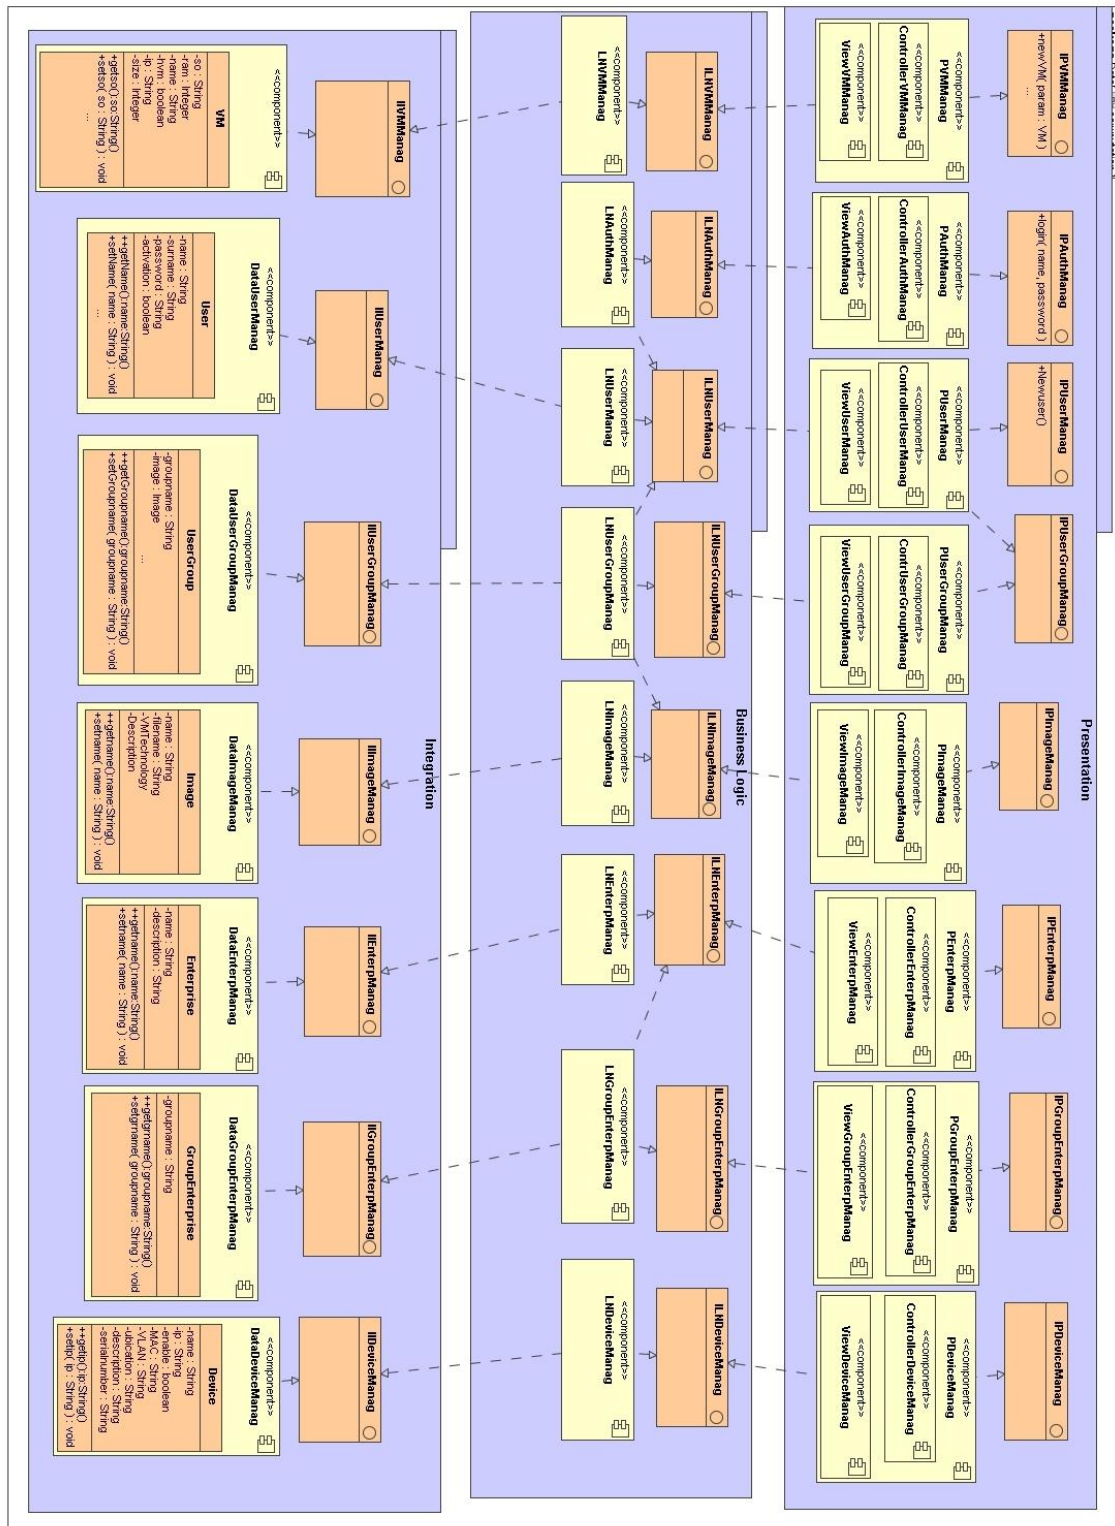 Presentation
IPVMManag
+newVM( param : VM )
...
IPAuthManag
+login( name, password )
IPUserManag
+Newuser()
IPUserGroupManag
IPImageManag
IPEnterpManag
IPGroupEnterpManag
IPDeviceManag
<<component>>
PVMManag
<<component>>
ControllerVMManag
<<component>>
ViewVMManag
<<component>>
PAuthManag
<<component>>
ControllerAuthManag
<<component>>
ViewAuthManag
<<component>>
PUserManag
<<component>>
ControllerUserManag
<<component>>
ViewUserManag
<<component>>
PUserGroupManag
<<component>>
ContrUserGroupManag
<<component>>
ViewUserGroupManag
<<component>>
PImageManag
<<component>>
ControllerImageManag
<<component>>
ViewImageManag
<<component>>
PEnterpManag
<<component>>
ControllerEnterpManag
<<component>>
ViewEnterpManag
<<component>>
PGroupEnterpManag
<<component>>
ControllerGroupEnterpManag
<<component>>
ViewGroupEnterpManag
<<component>>
PDeviceManag
<<component>>
ControllerDeviceManag
<<component>>
ViewDeviceManag
Business Logic
ILNVMManag
ILNAuthManag
ILNUserManag
ILNUserGroupManag
ILNImageManag
ILNEnterpManag
ILNGroupEnterpManag
ILNDeviceManag
<<component>>
LNVMManag
<<component>>
LNAuthManag
<<component>>
LNUserManag
<<component>>
LNUserGroupManag
<<component>>
LNImageManag
<<component>>
LNEnterpManag
<<component>>
LNGroupEnterpManag
<<component>>
LNDeviceManag
Integration
IIVMManag
IIUserManag
IIUserGroupManag
IIImageManag
IIEnterpManag
IIGroupEnterpManag
IIDeviceManag
<<component>>
VM
-so : String
-ram : Integer
-name : String
-hvm : boolean
-ip : String
-size : Integer
+getso():so:String()
+setso( so : String ) : void
...
<<component>>
DataUserManag
User
-name : String
-surname : String
-password : String
-activation : boolean
++getName():name:String()
+setName( name : String ) : void
...
<<component>>
DataUserGroupManag
UserGroup
-groupname : String
-image : Image
...
++getGroupname():groupname:String()
+setGroupname( groupname : String ) : void
<<component>>
DataImageManag
Image
-name : String
-filename : String
-VMTechnology
-Description
++getname():name:String()
+setname( name : String ) : void
<<component>>
DataEnterpManag
Enterprise
-name : String
-description : String
++getname():name:String()
+setname( name : String ) : void
<<component>>
DataGroupEnterpManag
GroupEnterprise
-groupname : String
++getgrname():groupname:String()
+setgrname( groupname : String ) : void
<<component>>
DataDeviceManag
Device
-name : String
-ip : String
-enable : boolean
-MAC : String
-VLAN : String
-ubication : String
-description : String
-serialnumber : String
++getip():ip:String()
+setip( ip : String ) : void